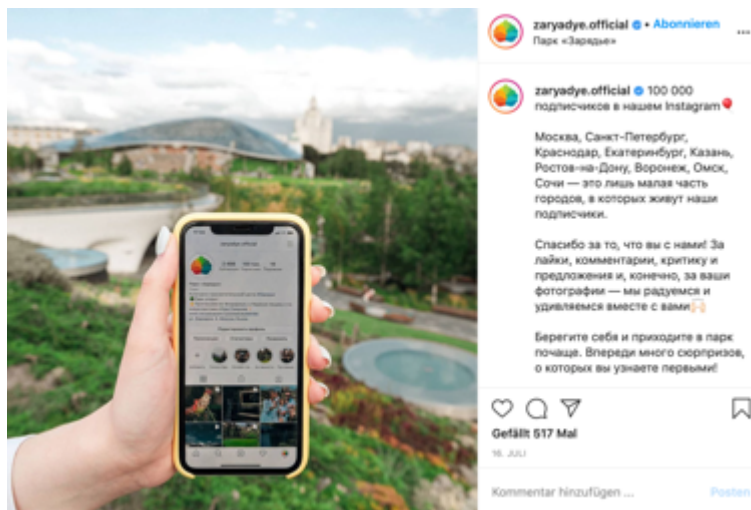 zaryadye.official • Abonnieren
Парк «Зарядье»
zaryadye.official 100 000
подписчиков в нашем Instagram🎈
Москва, Санкт-Петербург,
Краснодар, Екатеринбург, Казань,
Ростов-на-Дону, Воронеж, Омск,
Сочи — это лишь малая часть
городов, в которых живут наши
подписчики.
Спасибо за то, что вы с нами! За
лайки, комментарии, критику и
предложения и, конечно, за ваши
фотографии — мы радуемся и
удивляемся вместе с вами🙌🏻
Берегите себя и приходите в парк
почаще. Впереди много сюрпризов,
о которых вы узнаете первыми!
Gefällt 517 Mal
16. JULI
Kommentar hinzufügen ...
Posten
zaryadye.official